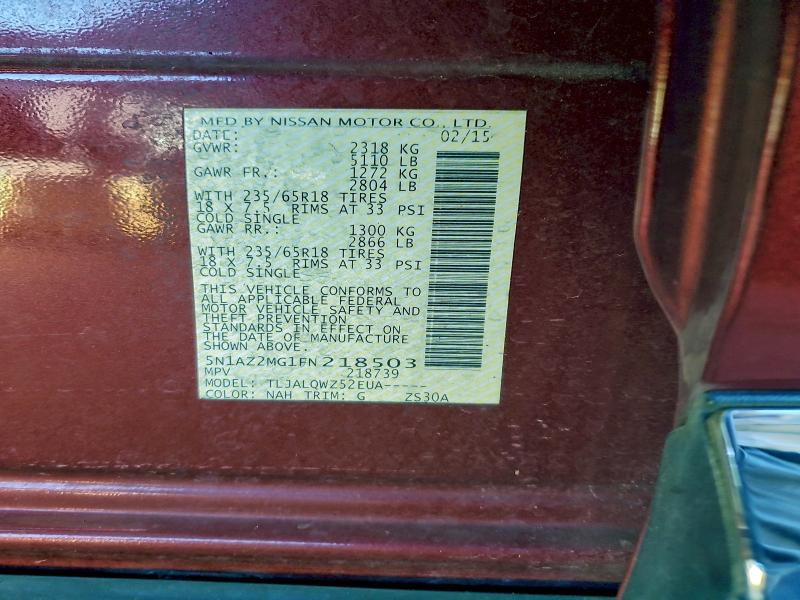 MFD BY NISSAN MOTOR CO., LTD.
DATE: 02/15
GVWR: 2318 KG
5110 LB
GAWR FR.: 1272 KG
2804 LB
WITH 235/65R18 TIRES
18 X 7.5 RIMS AT 33 PSI
COLD SINGLE
GAWR RR.: 1300 KG
2866 LB
WITH 235/65R18 TIRES
18 X 7.5 RIMS AT 33 PSI
COLD SINGLE
THIS VEHICLE CONFORMS TO
ALL APPLICABLE FEDERAL
MOTOR VEHICLE SAFETY AND
THEFT PREVENTION
STANDARDS IN EFFECT ON
THE DATE OF MANUFACTURE
SHOWN ABOVE.
5N1AZ2MG1FN218503
MPV 218739
MODEL: TLJALQWZ52EUA-----
COLOR: NAH TRIM: G ZS30A